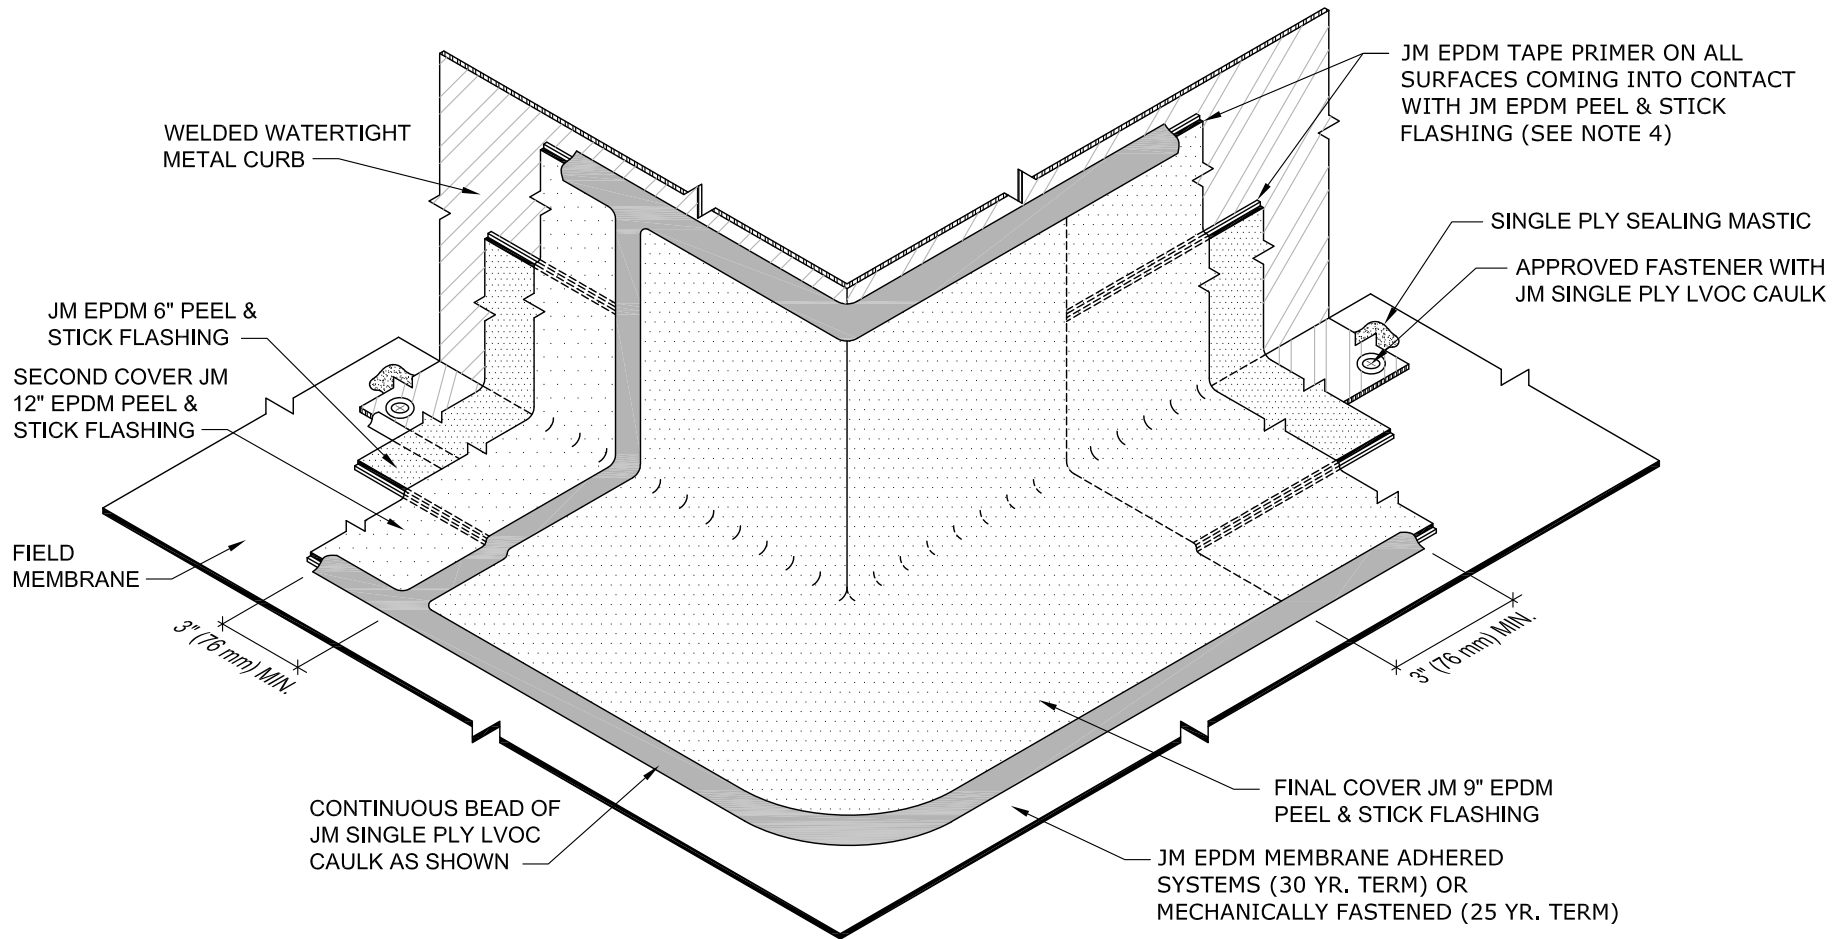 JM EPDM TAPE PRIMER ON ALL
SURFACES COMING INTO CONTACT
WITH JM EPDM PEEL & STICK
FLASHING (SEE NOTE 4)
WELDED WATERTIGHT
METAL CURB
SINGLE PLY SEALING MASTIC
APPROVED FASTENER WITH
JM SINGLE PLY LVOC CAULK
JM EPDM 6" PEEL &
STICK FLASHING
SECOND COVER JM
12" EPDM PEEL &
STICK FLASHING
FIELD
MEMBRANE
3" (76 mm) MIN.
3" (76 mm) MIN.
CONTINUOUS BEAD OF
JM SINGLE PLY LVOC
CAULK AS SHOWN
FINAL COVER JM 9" EPDM
PEEL & STICK FLASHING
JM EPDM MEMBRANE ADHERED
SYSTEMS (30 YR. TERM) OR
MECHANICALLY FASTENED (25 YR. TERM)